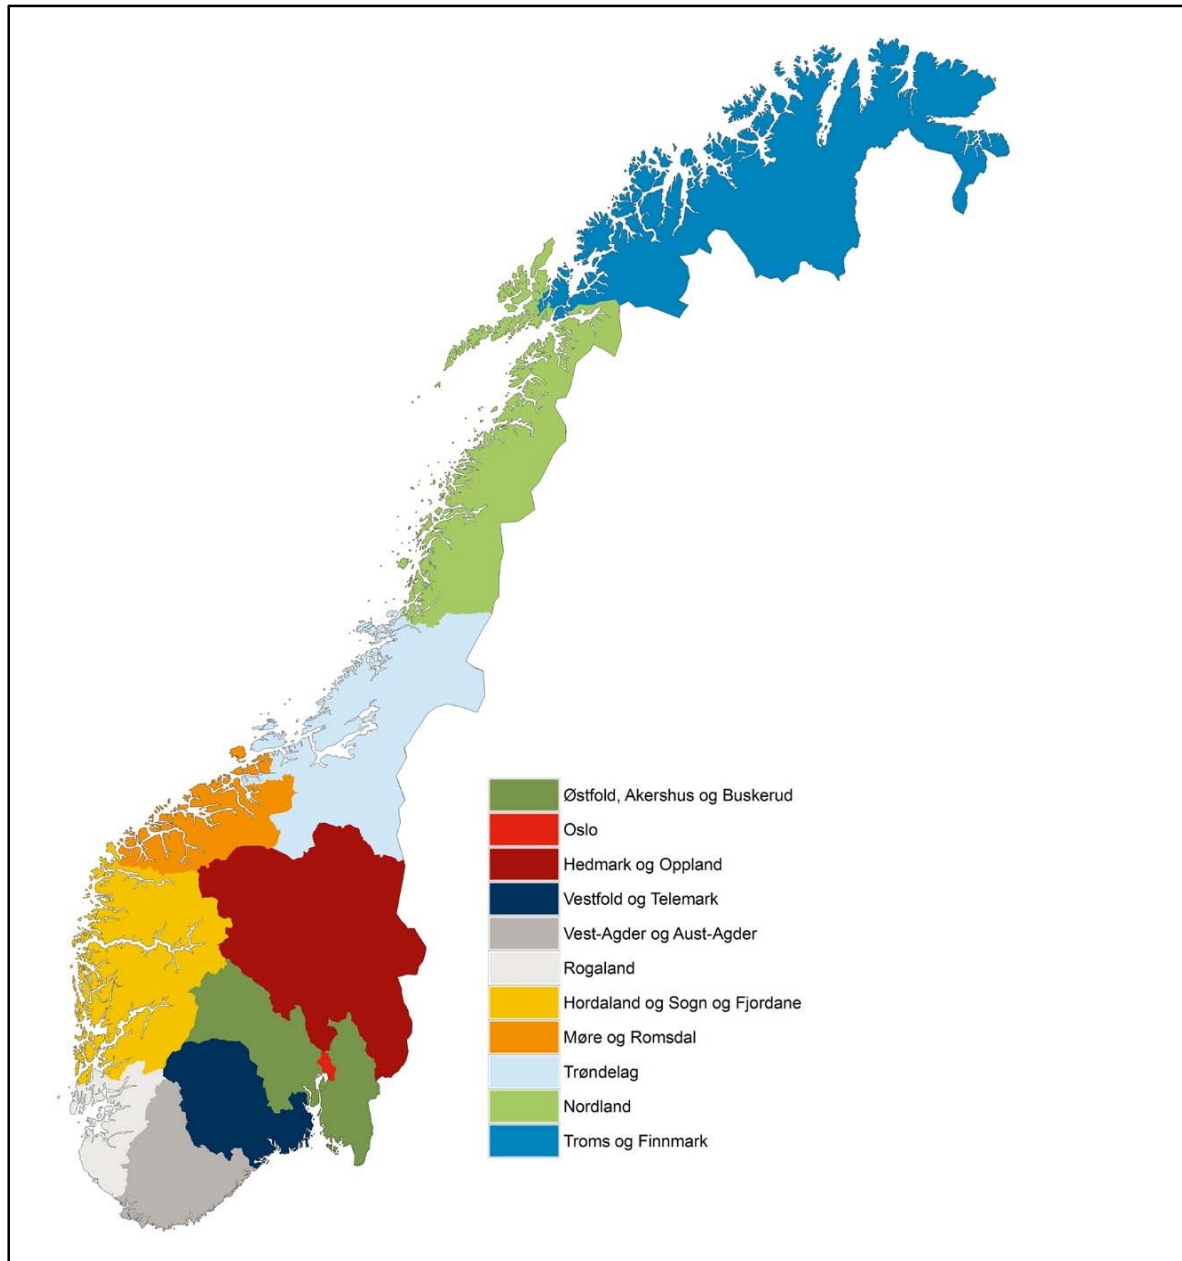 Østfold, Akershus og Buskerud
Oslo
Hedmark og Oppland
Vestfold og Telemark
Vest-Agder og Aust-Agder
Rogaland
Hordaland og Sogn og Fjordane
Møre og Romsdal
Trøndelag
Nordland
Troms og Finnmark